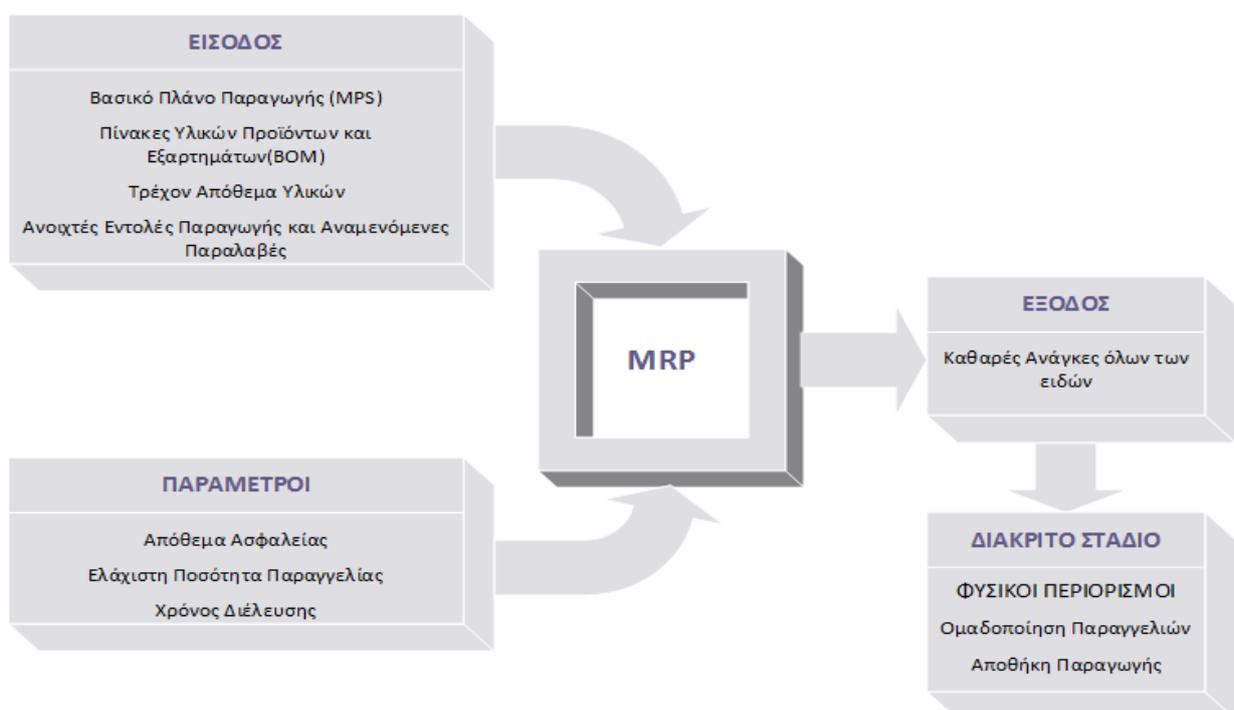 ΕΙΣΟΔΟΣ
Βασικό Πλάνο Παραγωγής (MPS)
Πίνακες Υλικών Προϊόντων και
Εξαρτημάτων(BOM)
Τρέχον Απόθεμα Υλικών
Ανοιχτές Εντολές Παραγωγής και Αναμενόμενες
Παραλαβές
ΠΑΡΑΜΕΤΡΟΙ
Απόθεμα Ασφαλείας
Ελάχιστη Ποσότητα Παραγγελίας
Χρόνος Διέλευσης
MRP
ΕΞΟΔΟΣ
Καθαρές Ανάγκες όλων των
ειδών
ΔΙΑΚΡΙΤΟ ΣΤΑΔΙΟ
ΦΥΣΙΚΟΙ ΠΕΡΙΟΡΙΣΜΟΙ
Ομαδοποίηση Παραγγελιών
Αποθήκη Παραγωγής